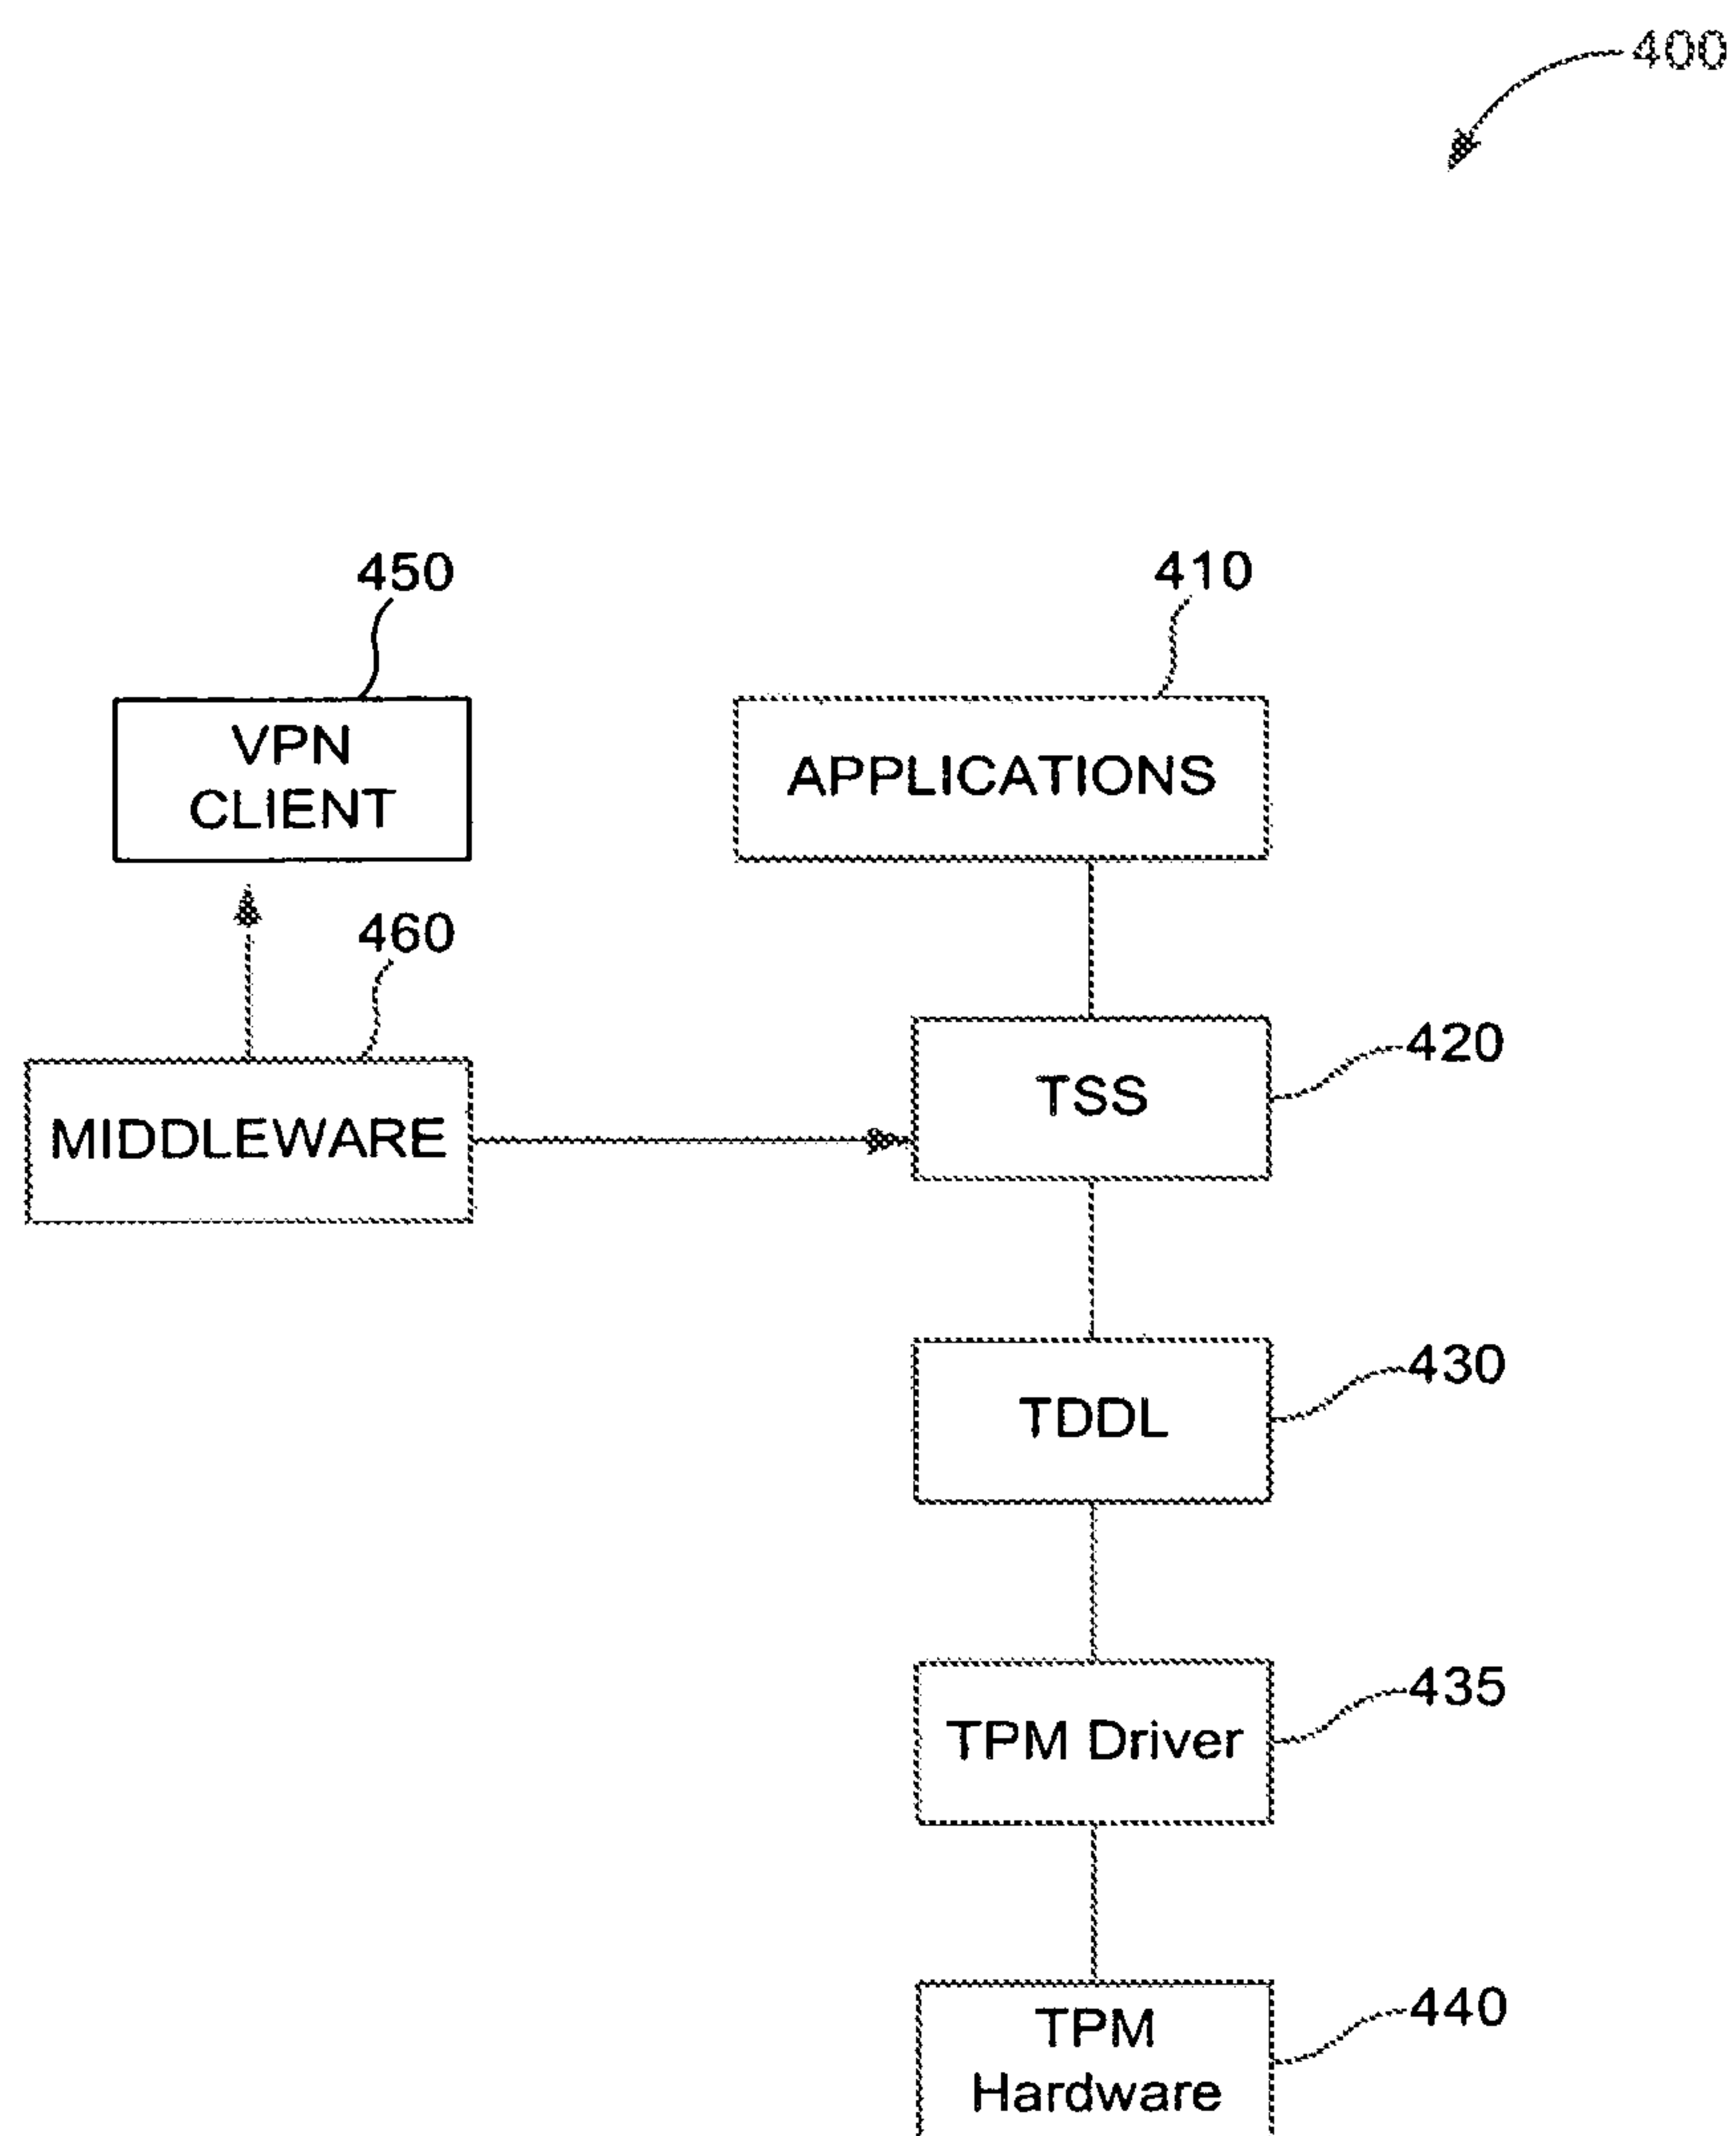 400
450
410
VPN
CLIENT
APPLICATIONS
460
420
TSS
MIDDLEWARE
430
TDDL
435
TPM Driver
440
TPM
Hardware